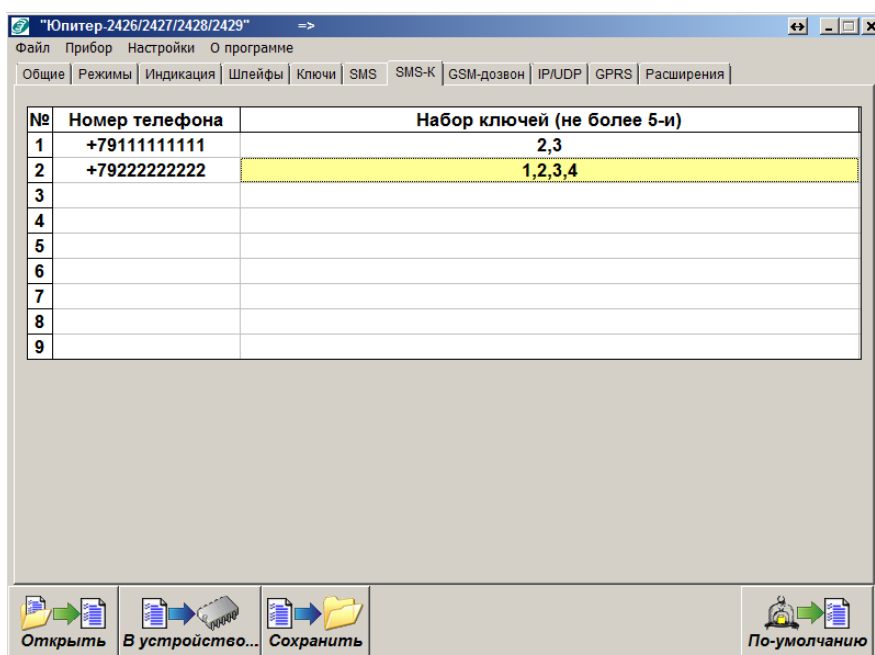 "Юпитер-2426/2427/2428/2429" =>
Файл Прибор Настройки О программе
Общие Режимы Индикация Шлейфы Ключи SMS SMS-К GSM-дозвон IP/UDP GPRS Расширения
№ Номер телефона Набор ключей (не более 5-и)
1 +79111111111 2,3
2 +79222222222 1,2,3,4
3
4
5
6
7
8
9
Открыть В устройство... Сохранить По-умолчанию